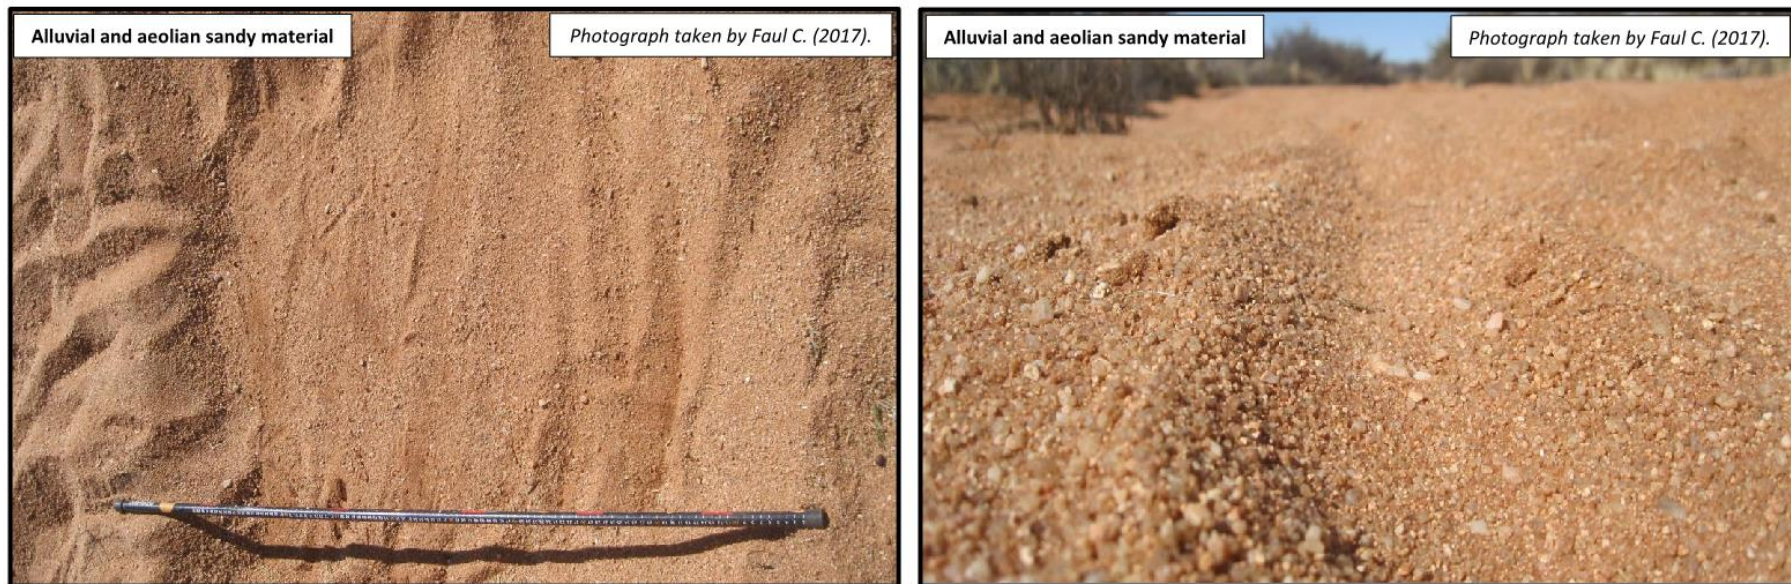 Alluvial and aeolian sandy material
Photograph taken by Faul C. (2017).
Alluvial and aeolian sandy material
Photograph taken by Faul C. (2017).